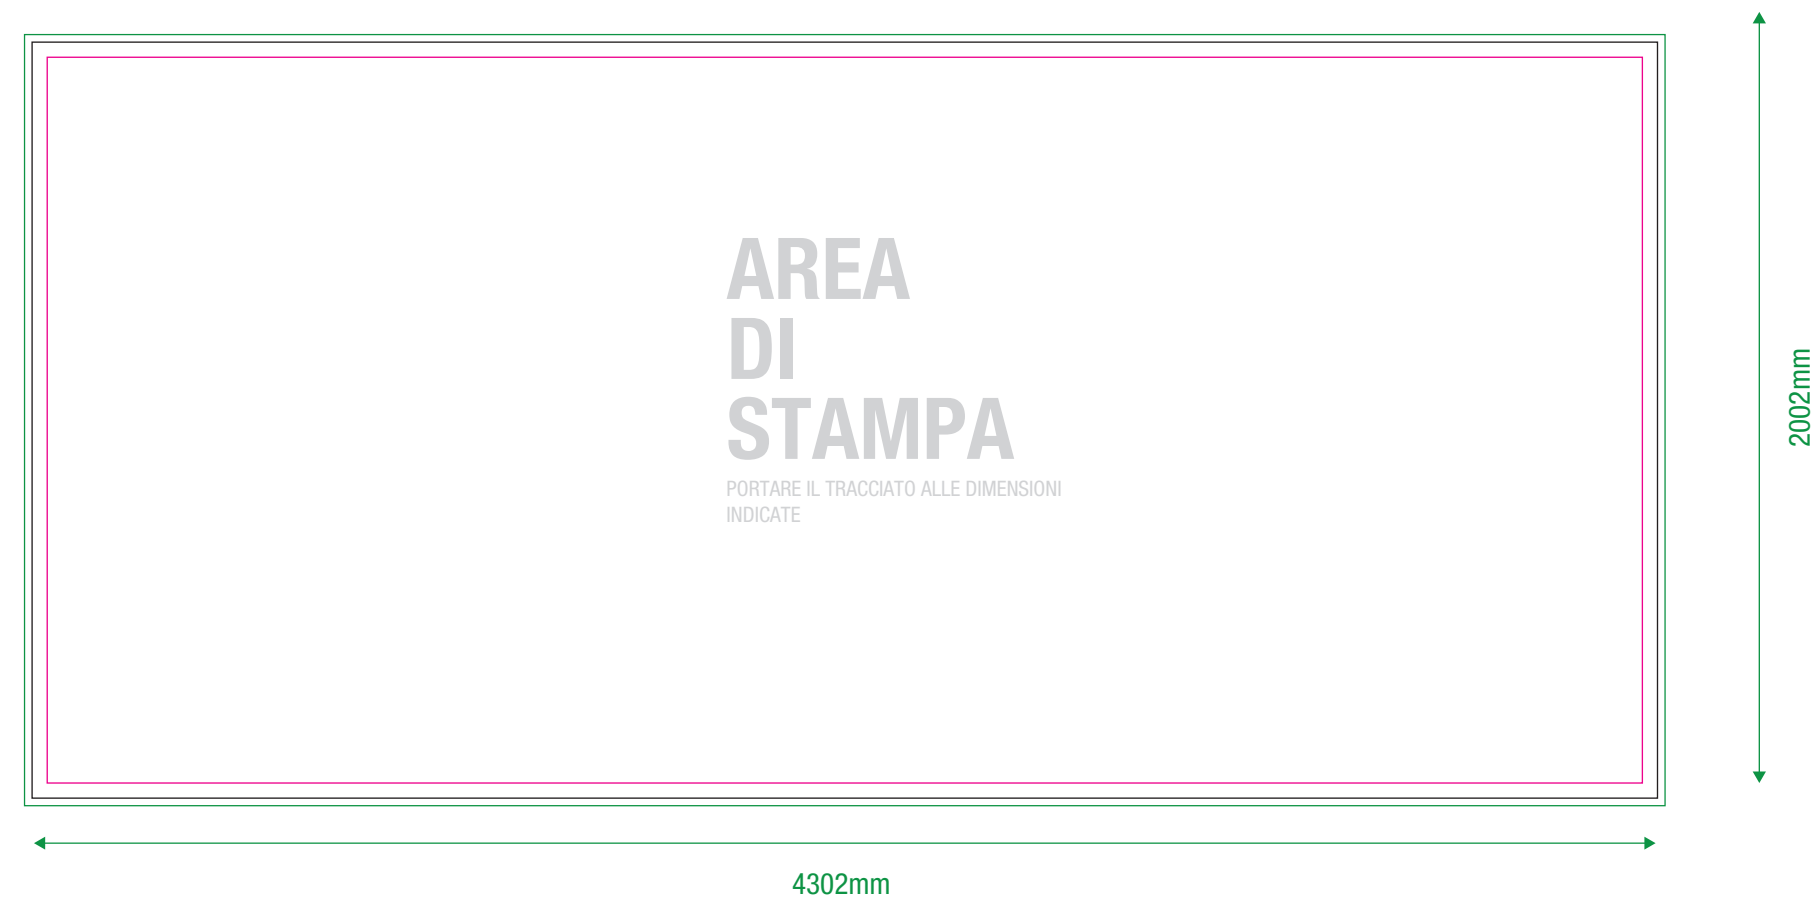 AREA
DI
STAMPA
PORTARE IL TRACCIATO ALLE DIMENSIONI
INDICATE
2002mm
4302mm